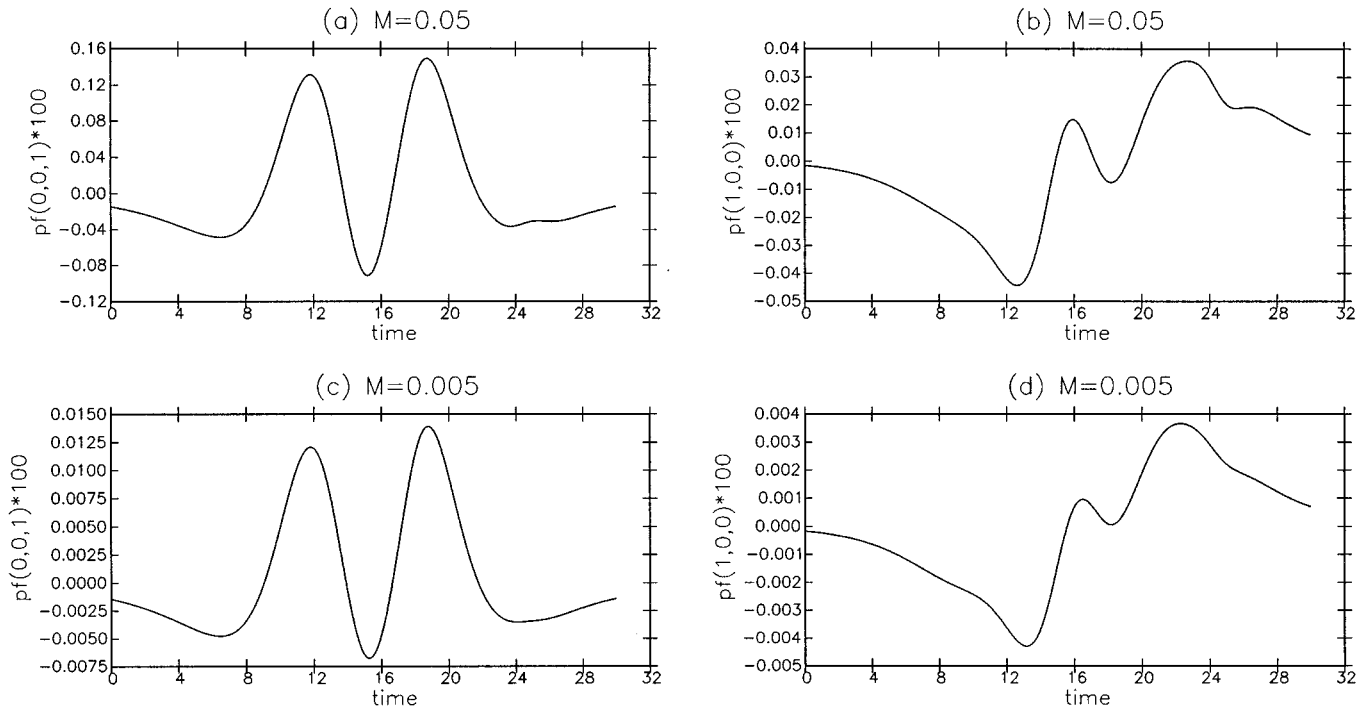 (a) M=0.05
pf(0,0,1)*100
0.16
0.12
0.08
0.04
0.00
−0.04
−0.08
−0.12
0 4 8 12 16 20 24 28 32
time
(b) M=0.05
pf(1,0,0)*100
0.04
0.03
0.02
0.01
0.00
−0.01
−0.02
−0.03
−0.04
−0.05
0 4 8 12 16 20 24 28 32
time
(c) M=0.005
pf(0,0,1)*100
0.0150
0.0125
0.0100
0.0075
0.0050
0.0025
0.0000
−0.0025
−0.0050
−0.0075
0 4 8 12 16 20 24 28 32
time
(d) M=0.005
pf(1,0,0)*100
0.004
0.003
0.002
0.001
0.000
−0.001
−0.002
−0.003
−0.004
−0.005
0 4 8 12 16 20 24 28 32
time